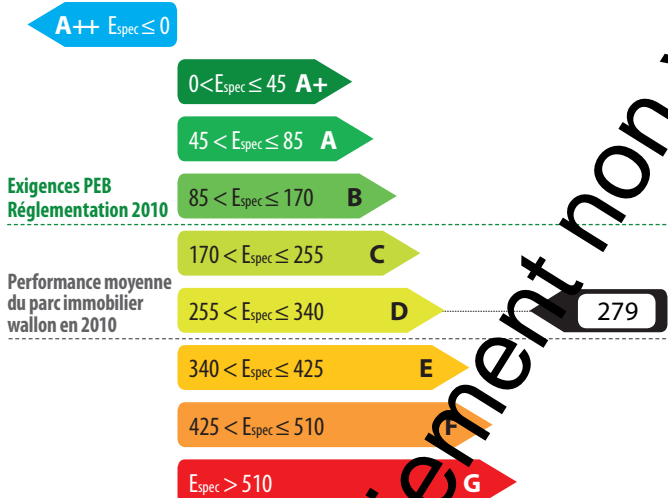 A++ Espec ≤ 0
0 < Espec ≤ 45 A+
45 < Espec ≤ 85 A
Exigences PEB
Réglementation 2010
85 < Espec ≤ 170 B
170 < Espec ≤ 255 C
Performance moyenne
du parc immobilier
wallon en 2010
255 < Espec ≤ 340 D
279
340 < Espec ≤ 425 E
425 < Espec ≤ 510 F
Espec > 510 G
ement non